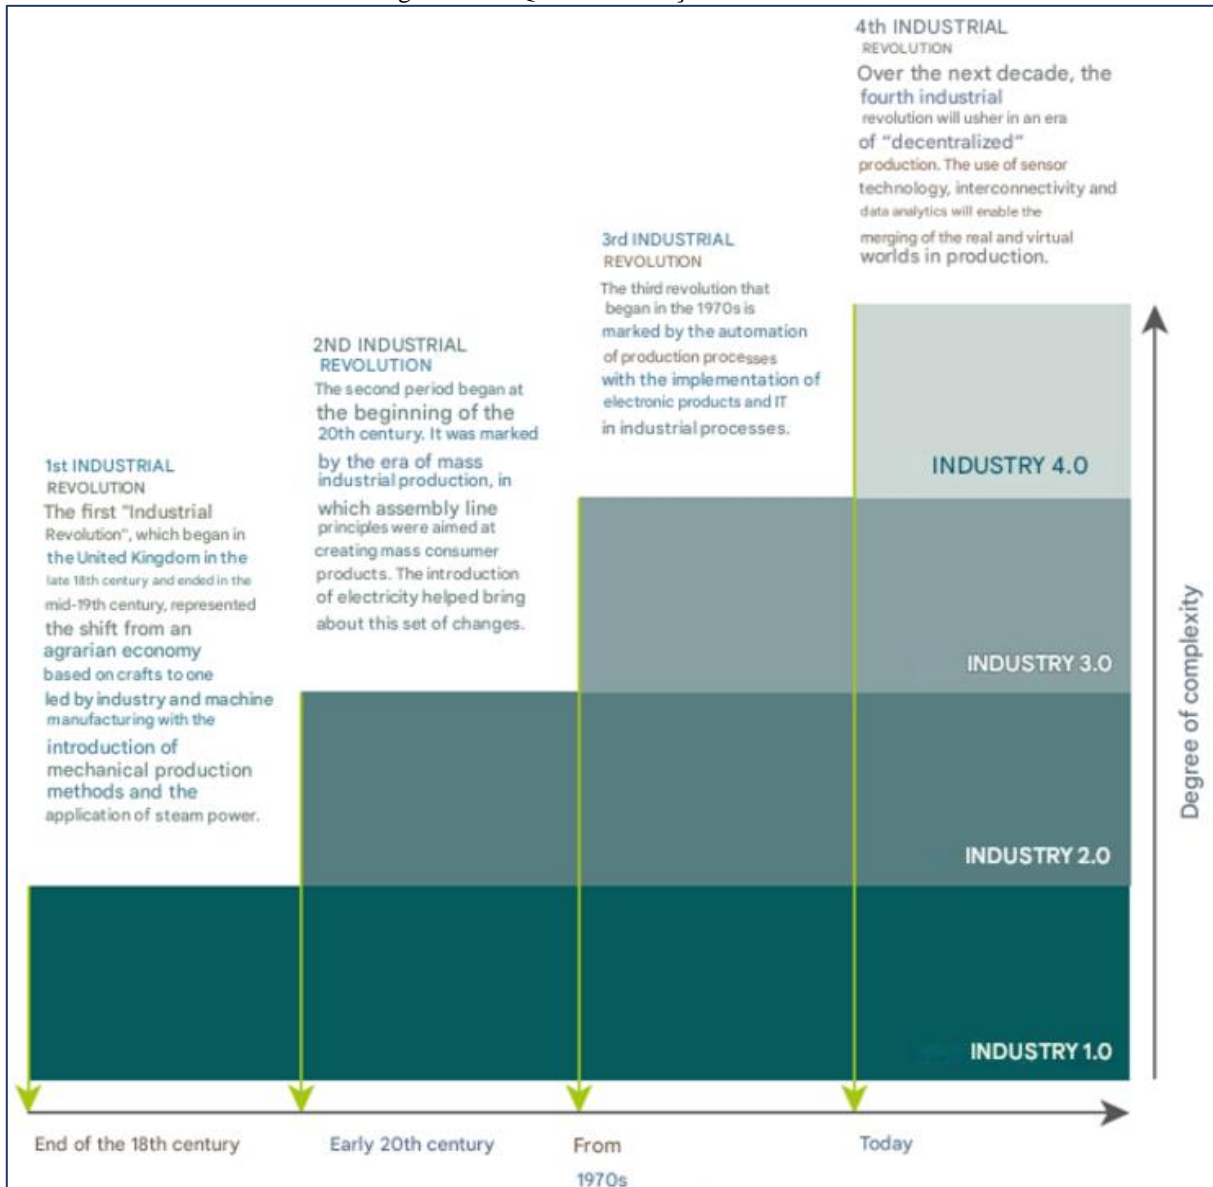 4th INDUSTRIAL
REVOLUTION
Over the next decade, the
fourth industrial
revolution will usher in an era
of “decentralized”
production. The use of sensor
technology, interconnectivity and
data analytics will enable the
merging of the real and virtual
worlds in production.
3rd INDUSTRIAL
REVOLUTION
The third revolution that
began in the 1970s is
marked by the automation
of production processes
with the implementation of
electronic products and IT
in industrial processes.
2ND INDUSTRIAL
REVOLUTION
The second period began at
the beginning of the
20th century. It was marked
by the era of mass
industrial production, in
which assembly line
principles were aimed at
creating mass consumer
products. The introduction
of electricity helped bring
about this set of changes.
1st INDUSTRIAL
REVOLUTION
The first "Industrial
Revolution", which began in
the United Kingdom in the
late 18th century and ended in the
mid-19th century, represented
the shift from an
agrarian economy
based on crafts to one
led by industry and machine
manufacturing with the
introduction of
mechanical production
methods and the
application of steam power.
INDUSTRY 4.0
INDUSTRY 3.0
INDUSTRY 2.0
INDUSTRY 1.0
Degree of complexity
End of the 18th century
Early 20th century
From
1970s
Today